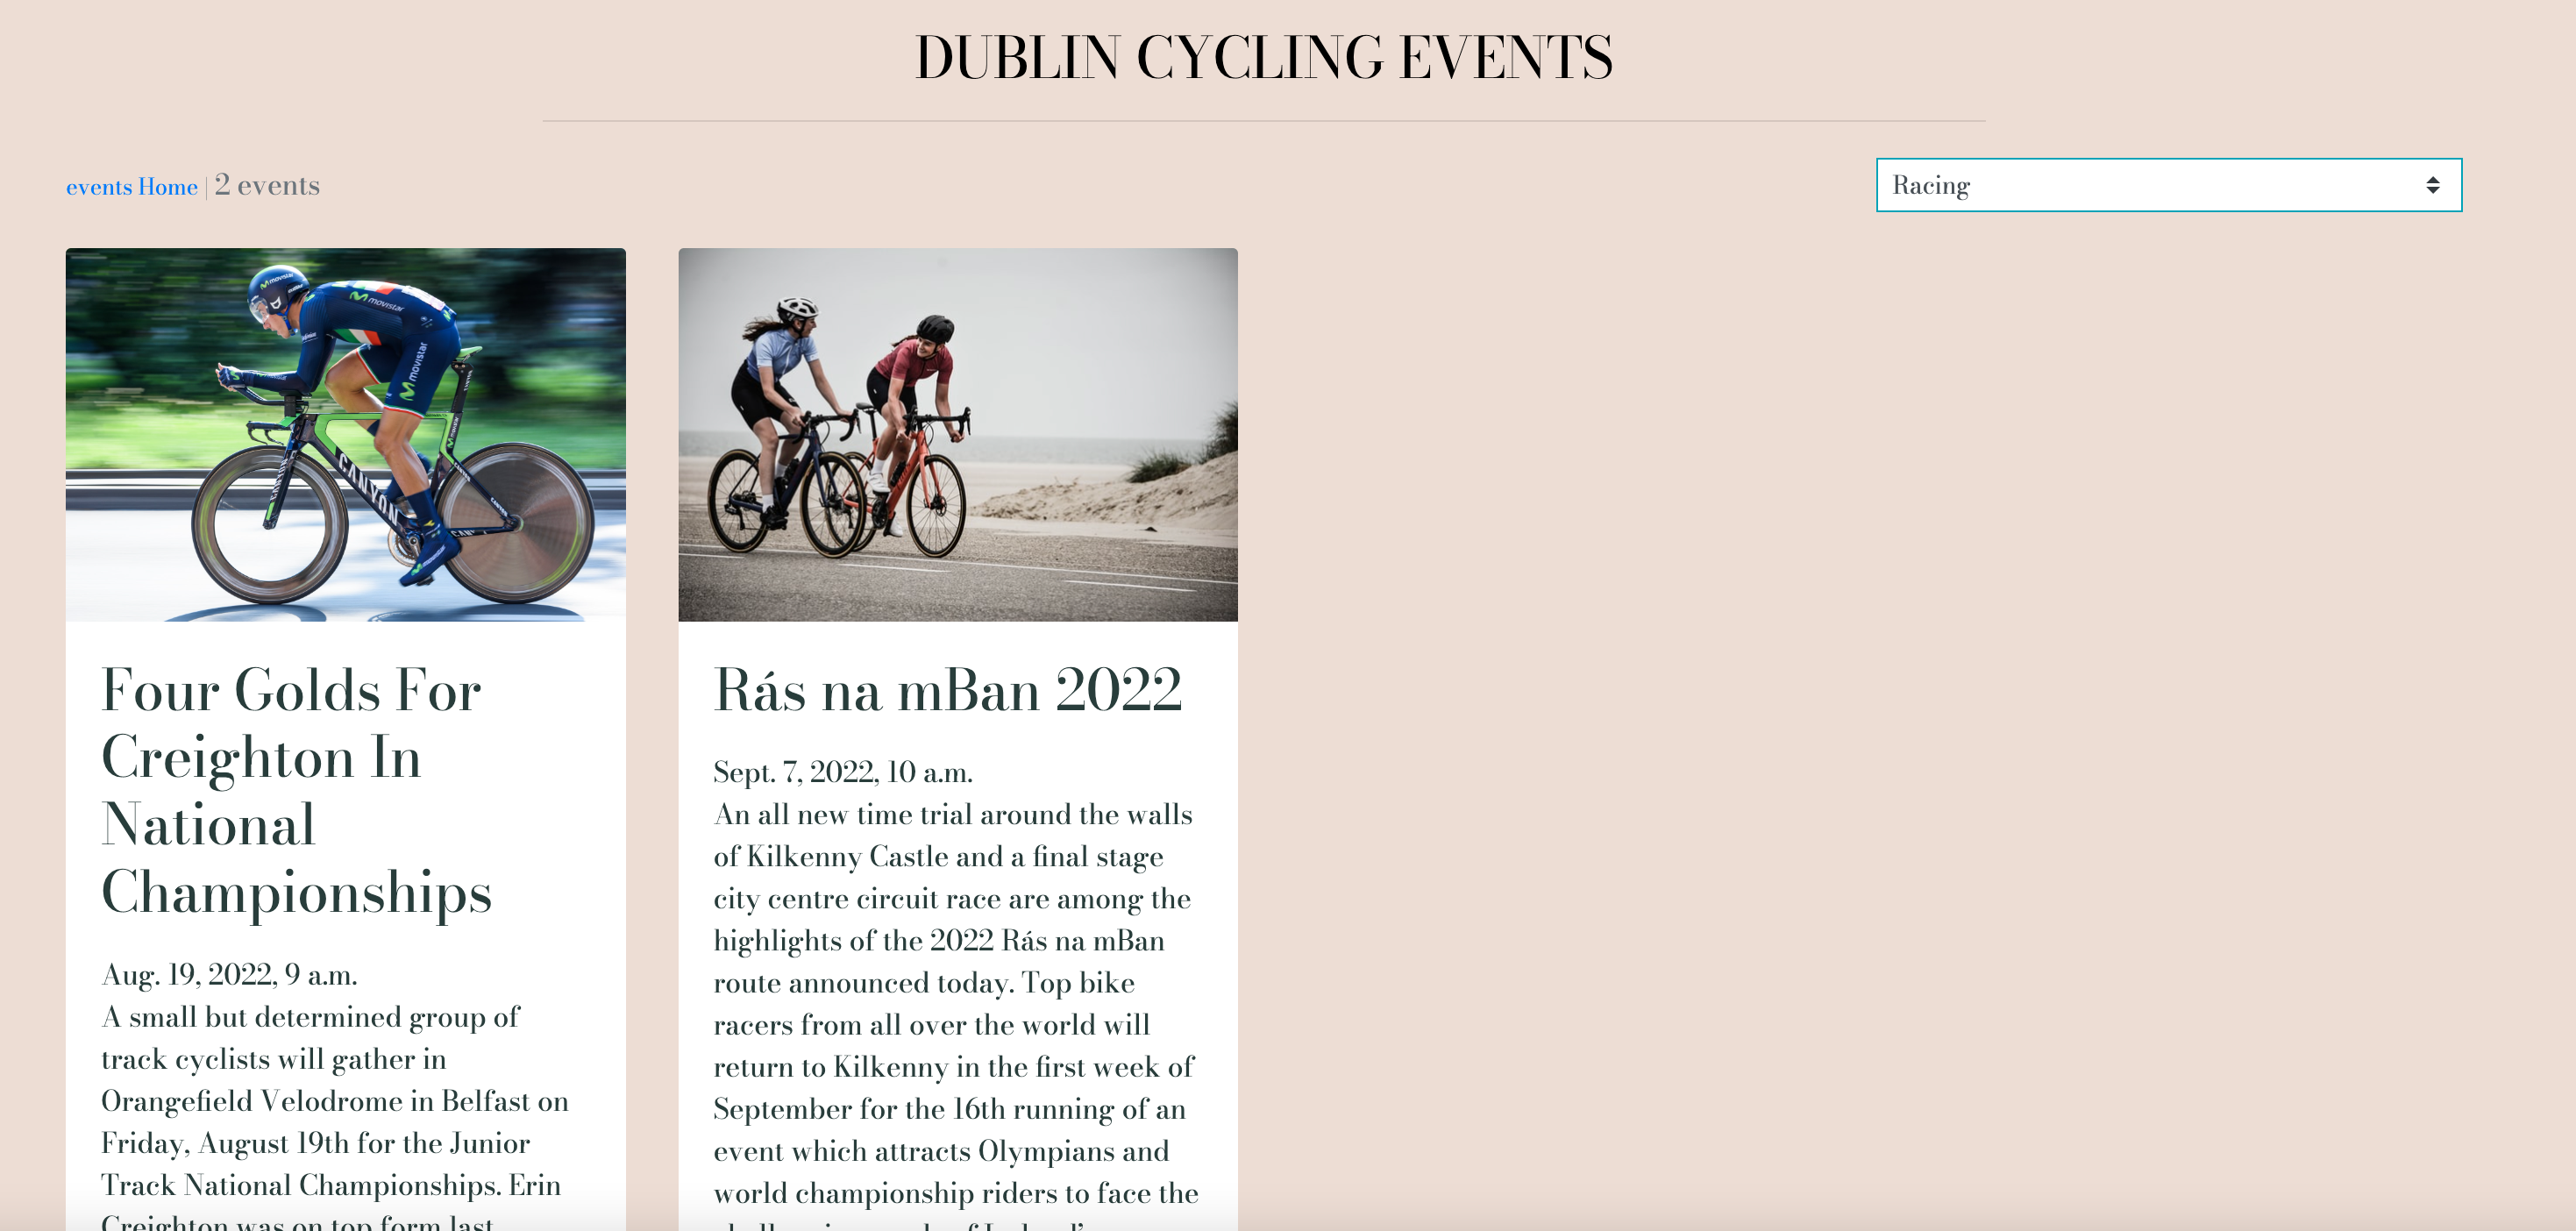 DUBLIN CYCLING EVENTS
events Home | 2 events
Racing
movistar
movistar
movistar
CANYON
Four Golds For
Creighton In
National
Championships
Aug. 19, 2022, 9 a.m.
A small but determined group of
track cyclists will gather in
Orangefield Velodrome in Belfast on
Friday, August 19th for the Junior
Track National Championships. Erin
Creighton was on top form last
Rás na mBan 2022
Sept. 7, 2022, 10 a.m.
An all new time trial around the walls
of Kilkenny Castle and a final stage
city centre circuit race are among the
highlights of the 2022 Rás na mBan
route announced today. Top bike
racers from all over the world will
return to Kilkenny in the first week of
September for the 16th running of an
event which attracts Olympians and
world championship riders to face the